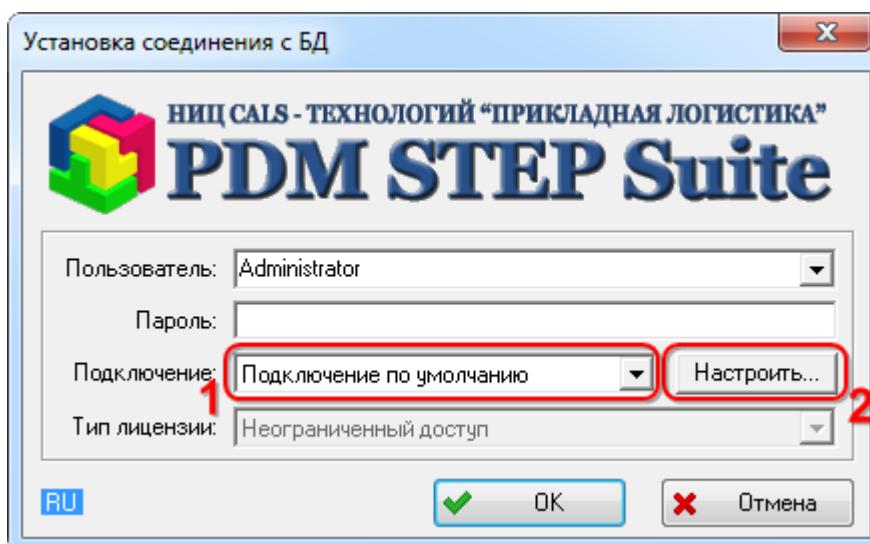 Установка соединения с БД
НИЦ CALS - ТЕХНОЛОГИЙ “ПРИКЛАДНАЯ ЛОГИСТИКА”
PDM STEP Suite
Пользователь: Administrator
Пароль:
Подключение: Подключение по умолчанию Настроить...
1 2
Тип лицензии: Неограниченный доступ
RU OK Отмена